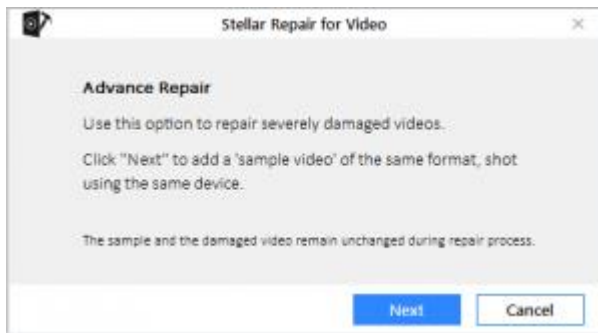 Stellar Repair for Video
Advance Repair
Use this option to repair severely damaged videos.
Click "Next" to add a 'sample video' of the same format, shot
using the same device.
The sample and the damaged video remain unchanged during repair process.
Next
Cancel